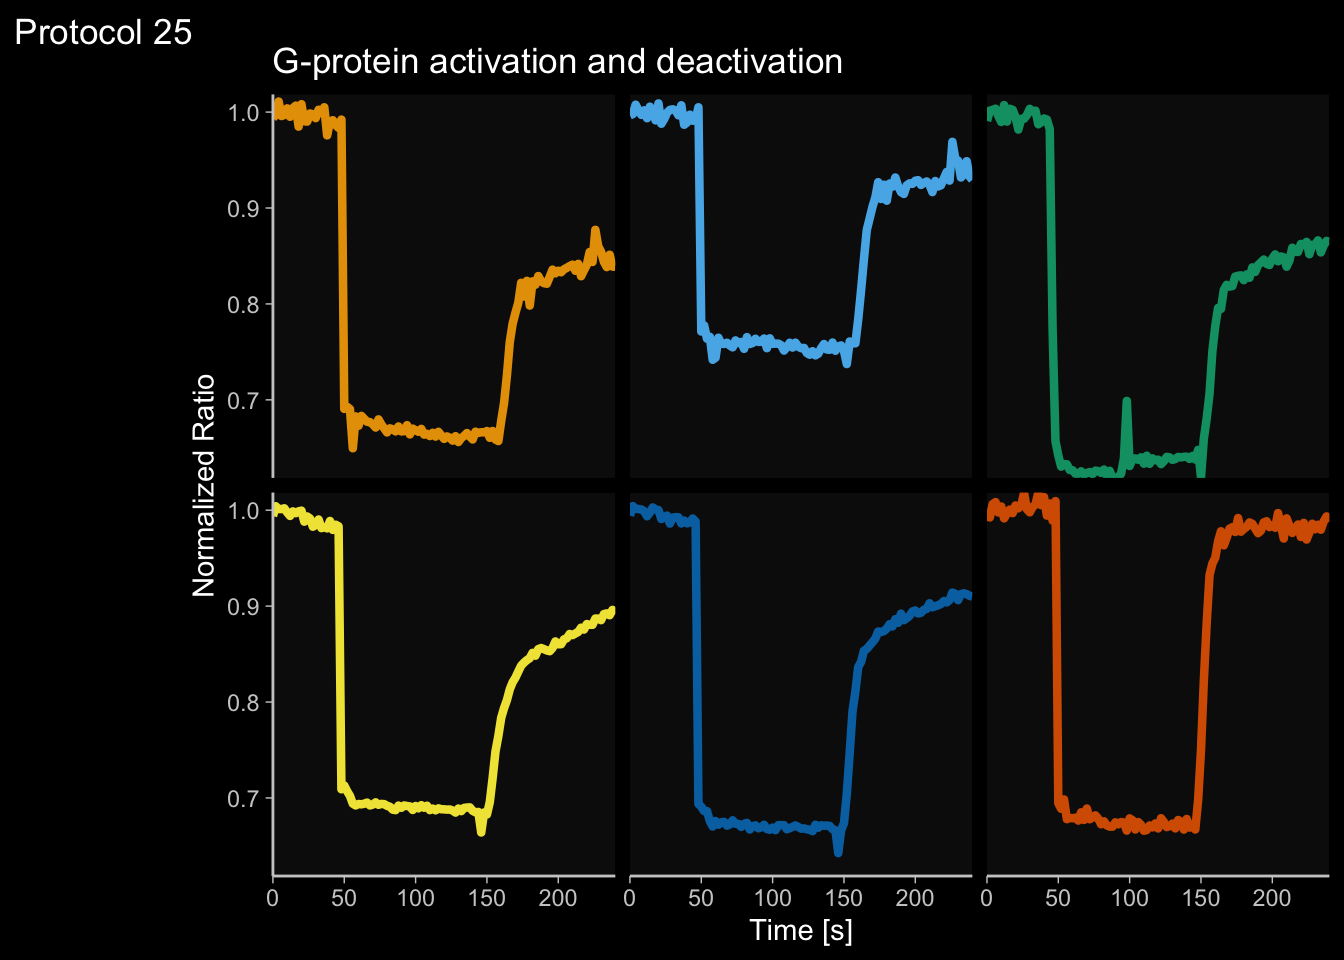 Protocol 25
G-protein activation and deactivation
Normalized Ratio
1.0
0.9
0.8
0.7
1.0
0.9
0.8
0.7
0 50 100 150 200 0 50 100 150 200 0 50 100 150 200
Time [s]